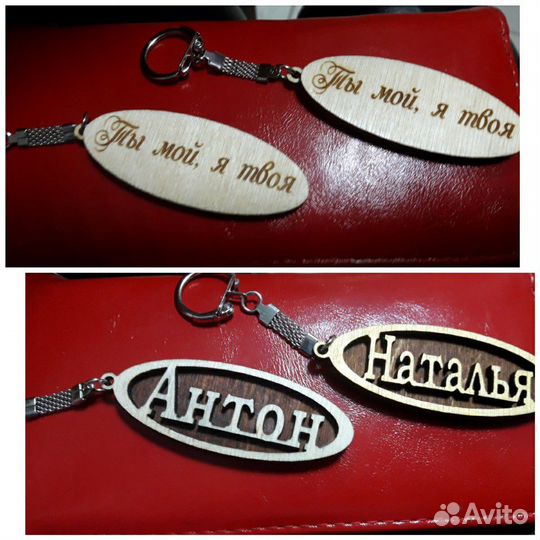 Ты мой, я твоя
Ты мой, я твоя
Наталья
Антон
Avito